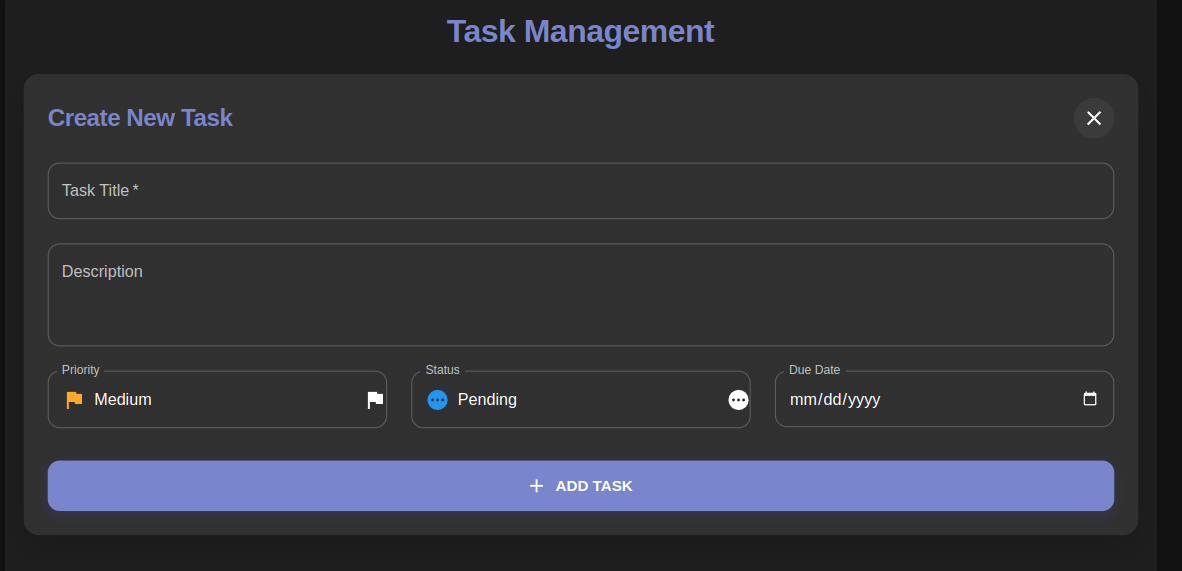 Task Management
Create New Task
Task Title *
Description
Priority
Medium
Status
Pending
Due Date
mm/dd/yyyy
ADD TASK